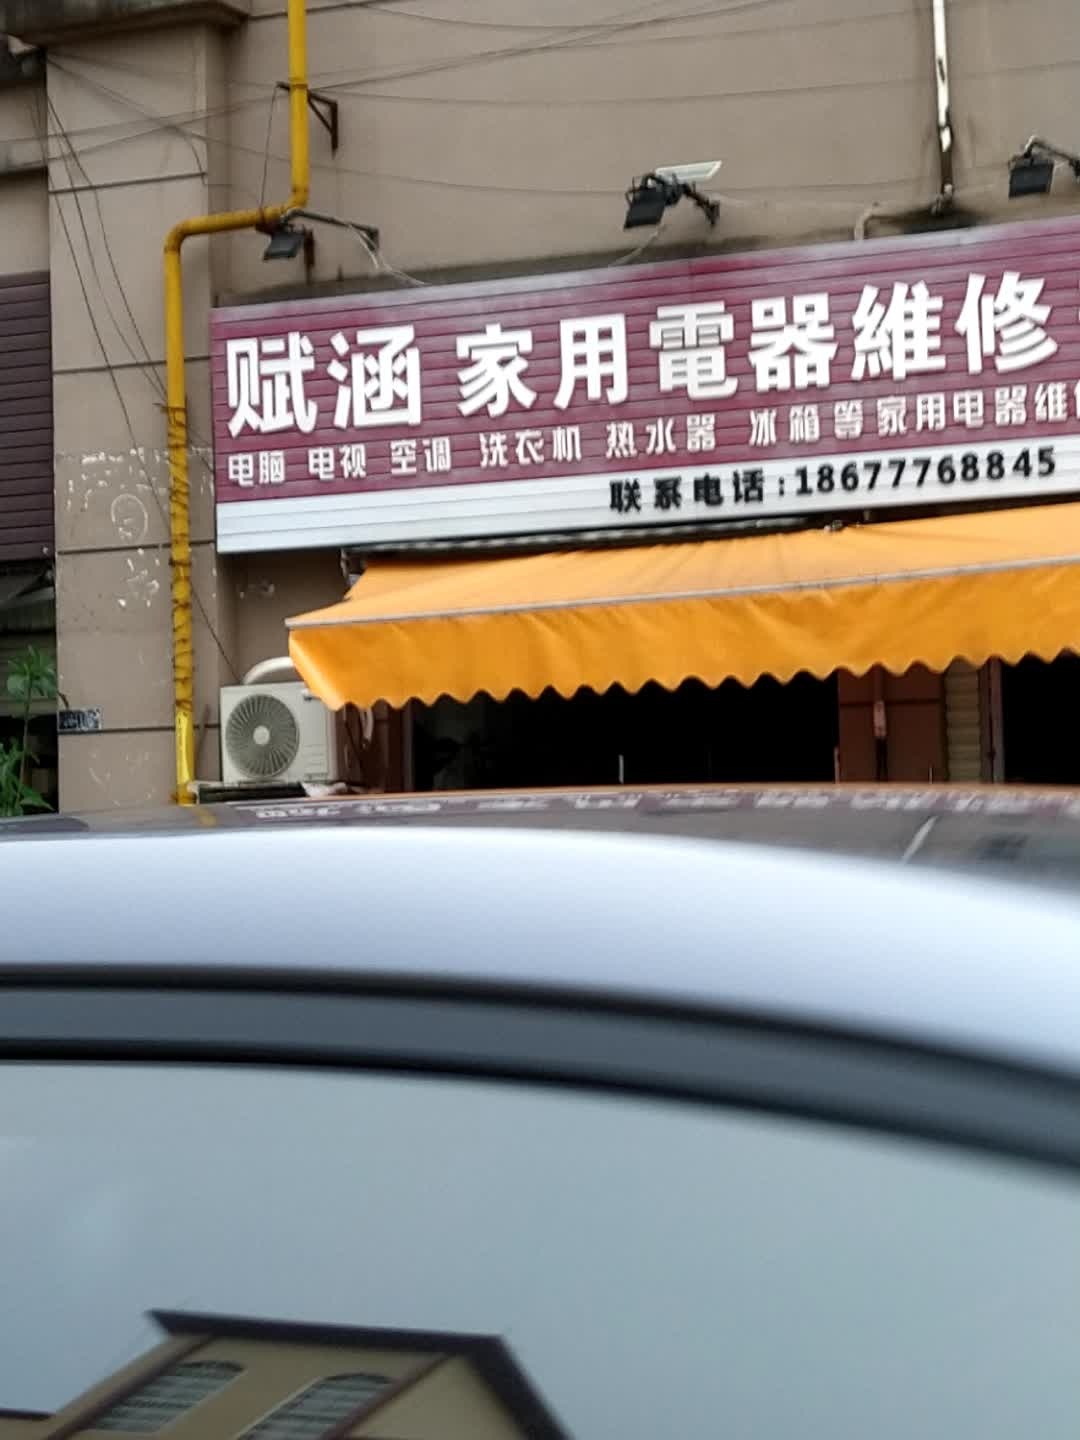 赋涵 家用電器維修
电脑 电视 空调 洗衣机 热水器 冰箱等家用电器维修
联系电话:18677768845